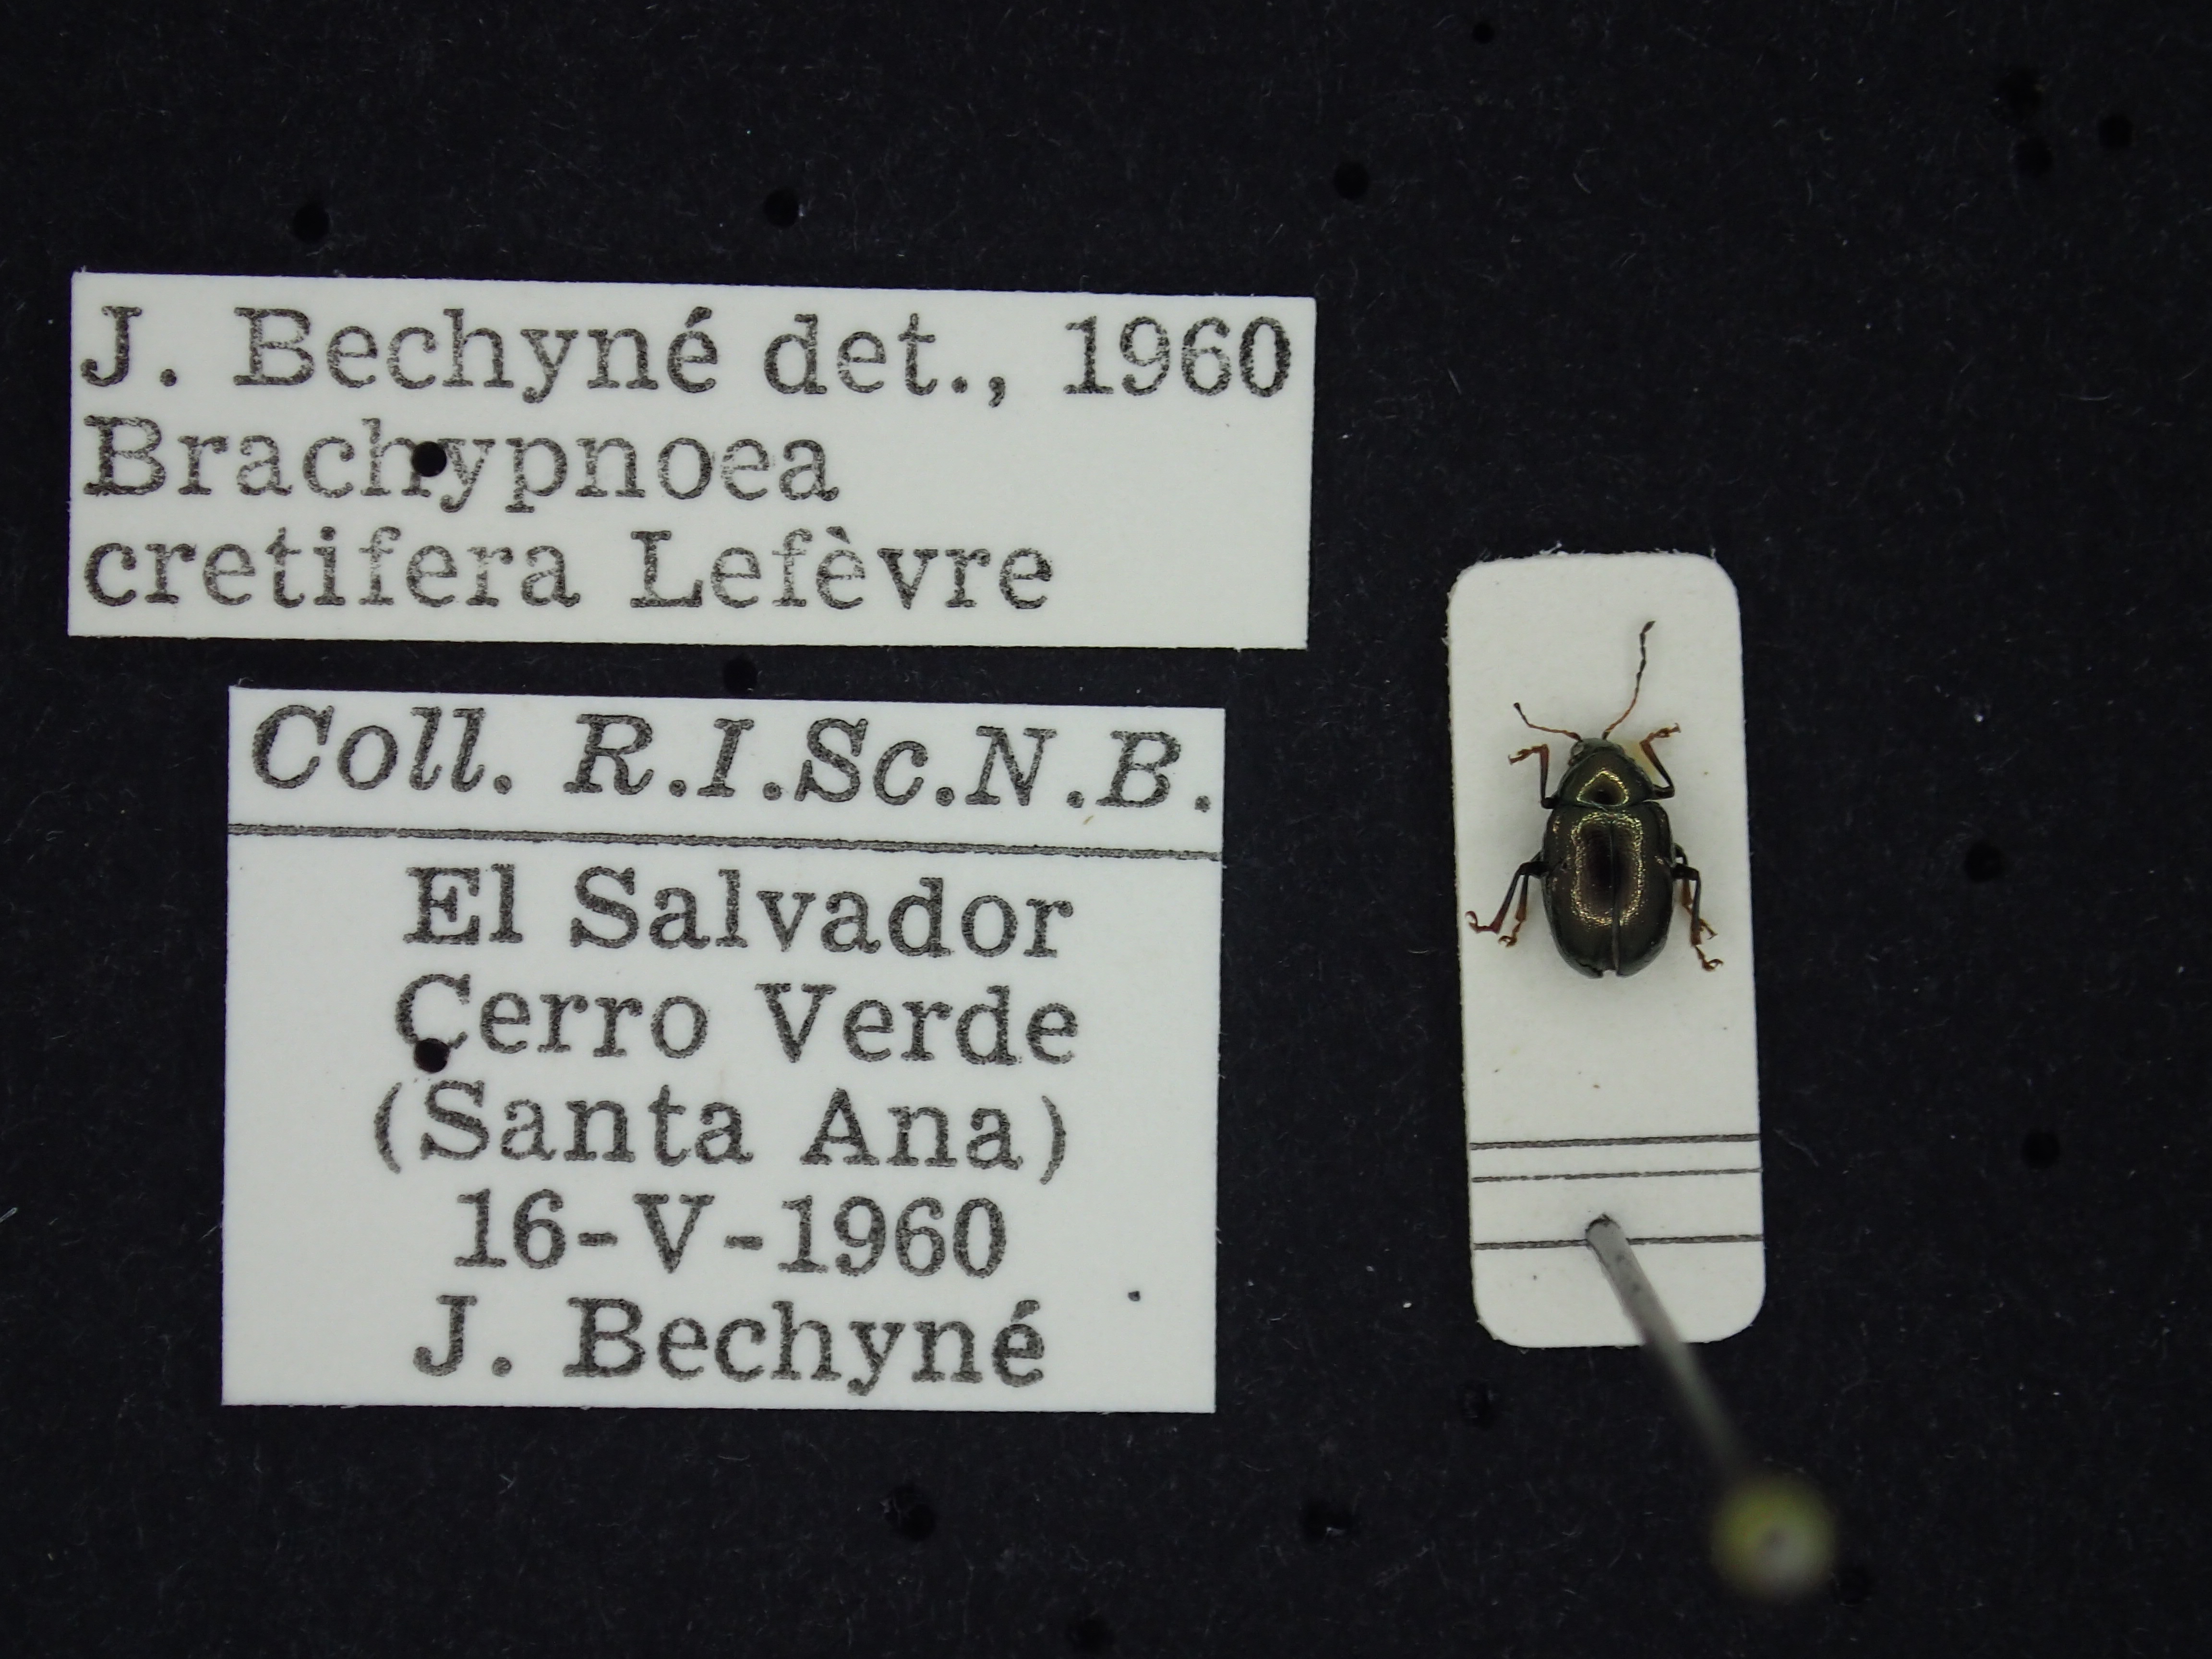 J. Bechyné det., 1960
Brachypnoea
cretifera Lefèvre
Coll. R.I.Sc.N.B.
El Salvador
Cerro Verde
(Santa Ana)
16-V-1960
J. Bechyné